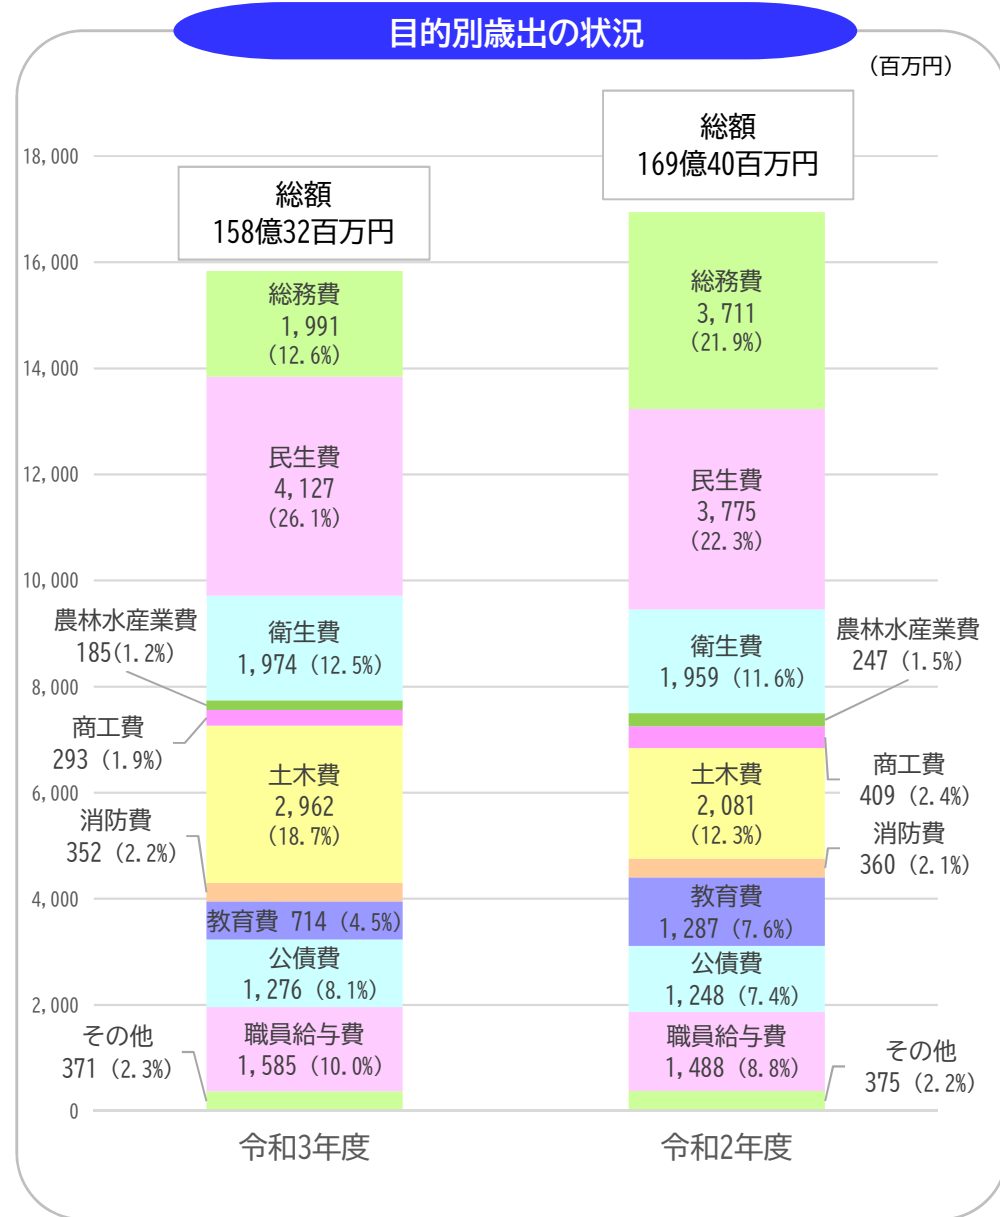 目的別歳出の状況
(百万円)
総額
158億32百万円
総額
169億40百万円
18,000
16,000
14,000
12,000
10,000
8,000
6,000
4,000
2,000
0
総務費
1,991
(12.6%)
民生費
4,127
(26.1%)
衛生費
1,974 (12.5%)
農林水産業費
185(1.2%)
商工費
293 (1.9%)
土木費
2,962
(18.7%)
消防費
352 (2.2%)
教育費 714 (4.5%)
公債費
1,276 (8.1%)
職員給与費
1,585 (10.0%)
その他
371 (2.3%)
令和3年度
総務費
3,711
(21.9%)
民生費
3,775
(22.3%)
衛生費
1,959 (11.6%)
農林水産業費
247 (1.5%)
商工費
409 (2.4%)
土木費
2,081
(12.3%)
消防費
360 (2.1%)
教育費
1,287 (7.6%)
公債費
1,248 (7.4%)
職員給与費
1,488 (8.8%)
その他
375 (2.2%)
令和2年度